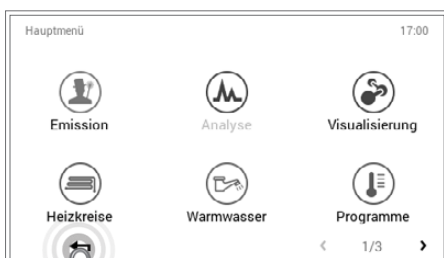 Hauptmenü 17:00
Emission Analyse Visualisierung
Heizkreise Warmwasser Programme
1/3